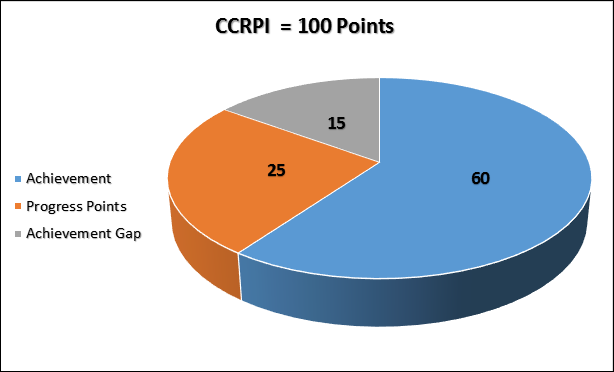 CCRPI  = 100 Points
15
25
60
Achievement
Progress Points
Achievement Gap